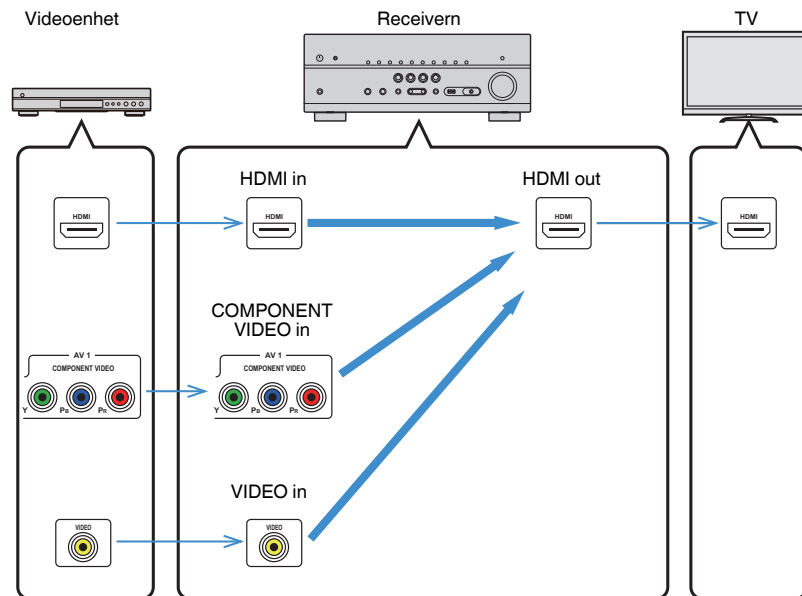 Videoenhet
Receivern
TV
HDMI in
HDMI out
HDMI
HDMI
HDMI
HDMI
COMPONENT
VIDEO in
AV 1
COMPONENT VIDEO
Y PB PR
AV 1
COMPONENT VIDEO
Y PB PR
VIDEO in
VIDEO
VIDEO